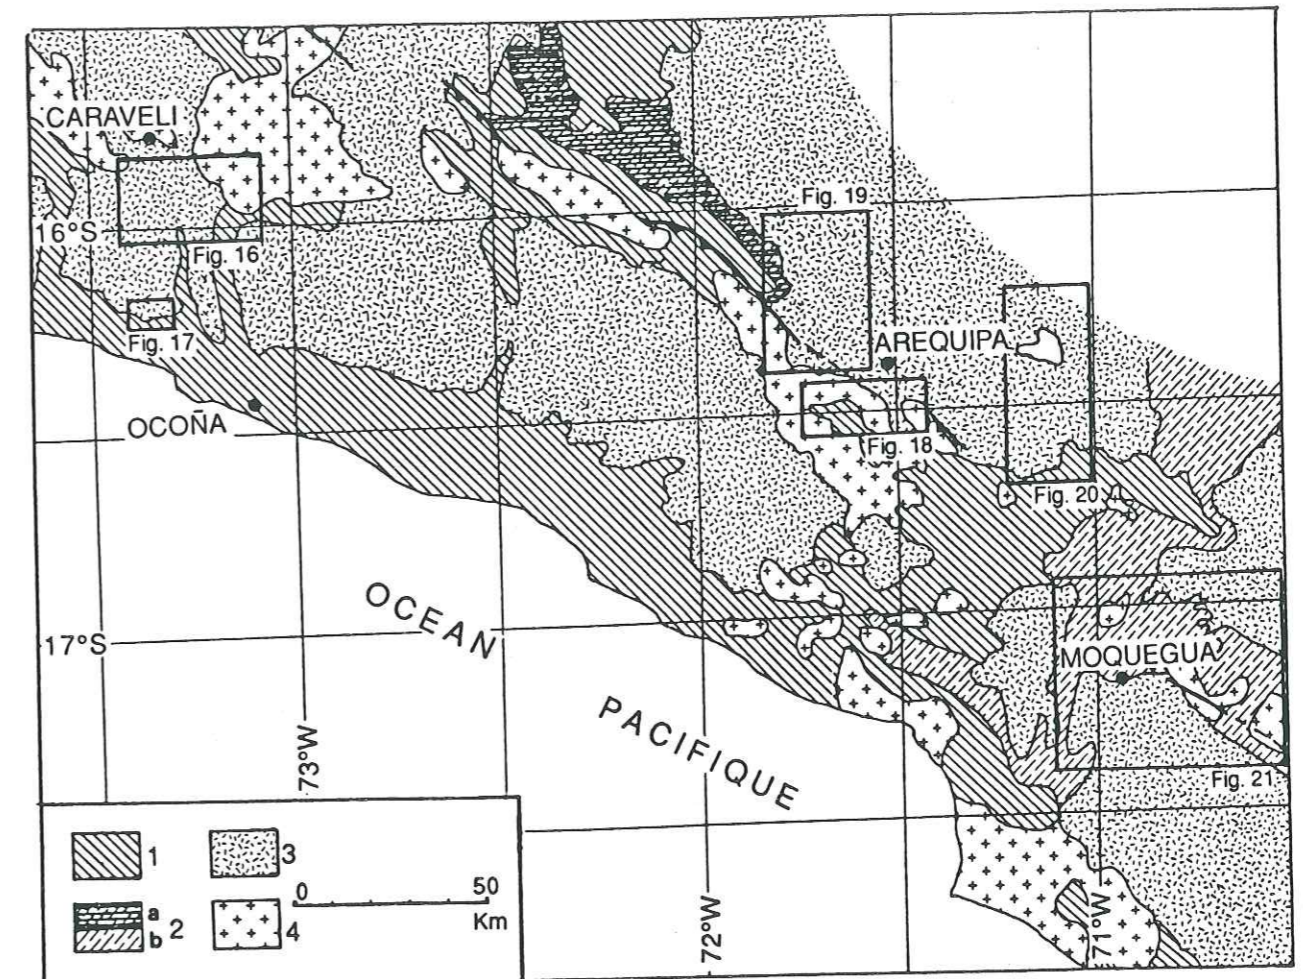 CARAVELI
Fig. 19
16°S
Fig. 16
Fig. 17
AREQUIPA
OCOÑA
Fig. 18
Fig. 20
OCEAN
PACIFIQUE
17°S
MOQUEGUA
73°W
Fig. 21
72°W
71°W
1
3
a
b
2
4
0
50
Km